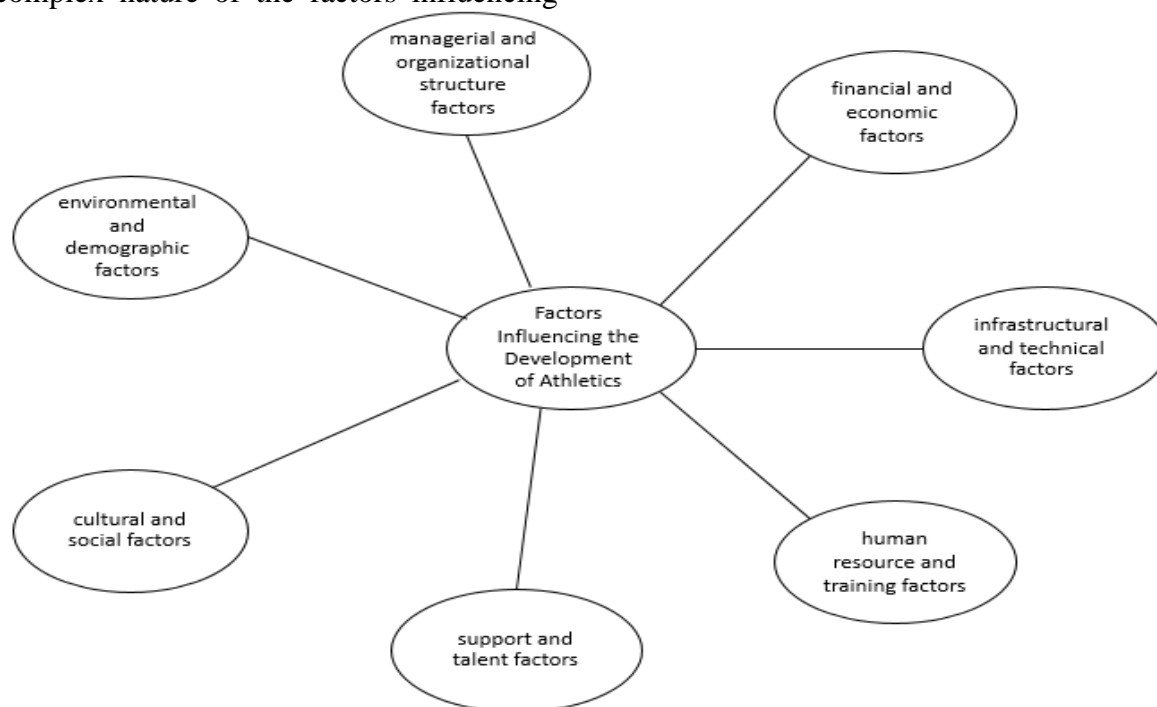 complex nature of the factors influencing
managerial and
organizational
structure
factors
financial and
economic
factors
environmental
and
demographic
factors
Factors
Influencing the
Development
of Athletics
infrastructural
and technical
factors
cultural and
social factors
human
resource and
training factors
support and
talent factors